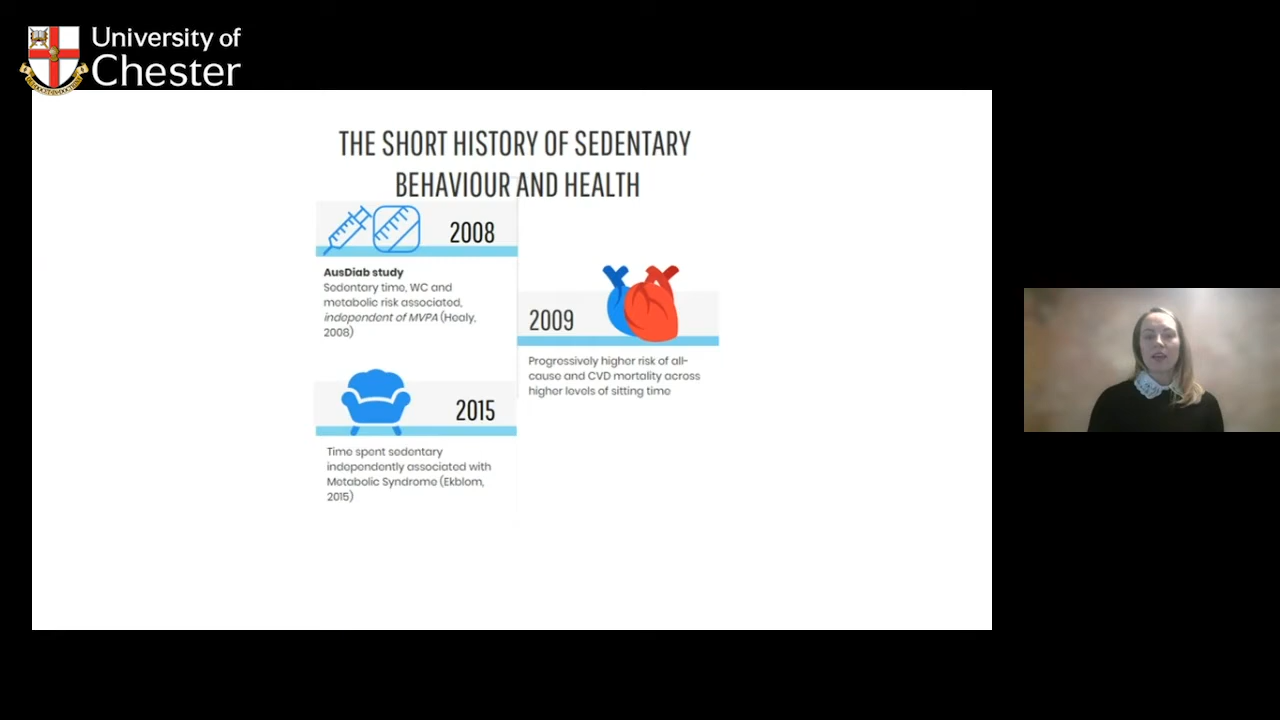 University of
Chester
THE SHORT HISTORY OF SEDENTARY
BEHAVIOUR AND HEALTH
2008
AusDiab study
Sedentary time, WC and
metabolic risk associated,
independent of MVPA (Healy,
2008)
2009
Progressively higher risk of all-
cause and CVD mortality across
higher levels of sitting time
2015
Time spent sedentary
independently associated with
Metabolic Syndrome (Ekblom,
2015)